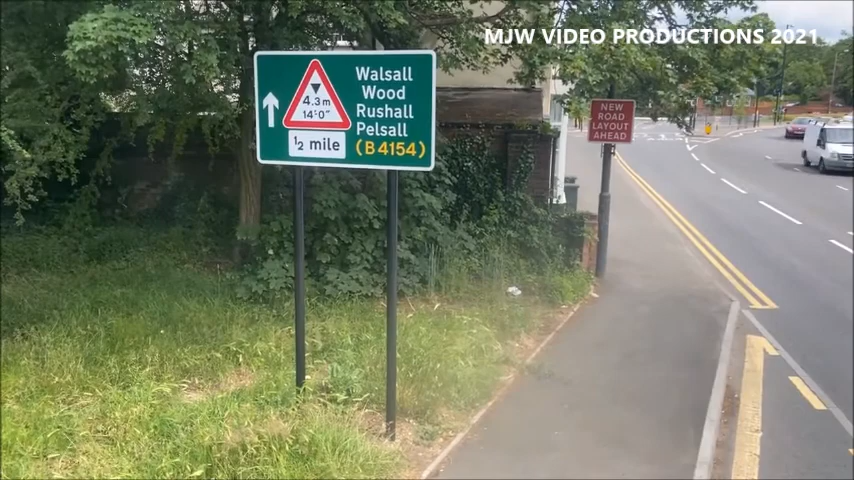 MJW VIDEO PRODUCTIONS 2021
4.3m
14'-0"
½ mile
Walsall
Wood
Rushall
Pelsall
(B 4154)
NEW
ROAD
LAYOUT
AHEAD